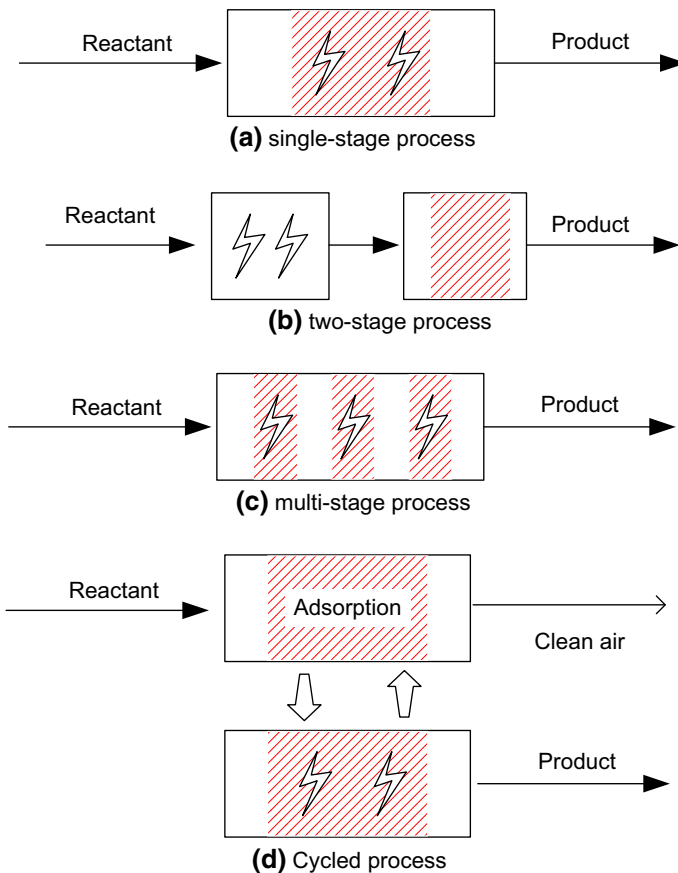 Reactant
Product
(a) single-stage process
Reactant
Product
(b) two-stage process
Reactant
Product
(c) multi-stage process
Reactant
Adsorption
Clean air
Product
(d) Cycled process